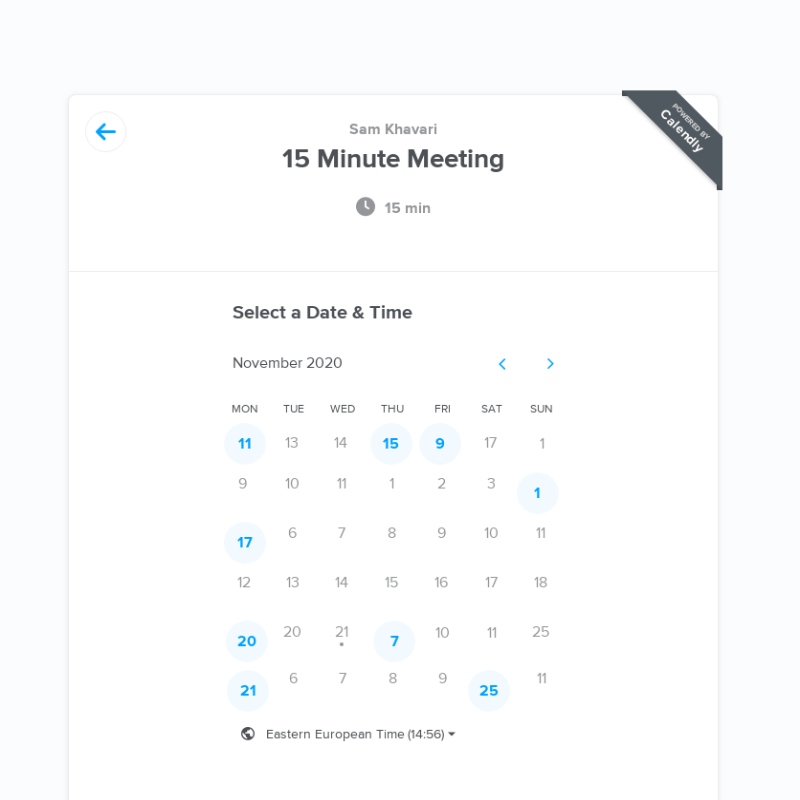 POWERED BY
Calendly
Sam Khavari
15 Minute Meeting
15 min
Select a Date & Time
November 2020
MON TUE WED THU FRI SAT SUN
11 13 14 15 9 17 1
9 10 11 1 2 3 1
17 6 7 8 9 10 11
12 13 14 15 16 17 18
20 20 21 7 10 11 25
21 6 7 8 9 25 11
Eastern European Time (14:56)